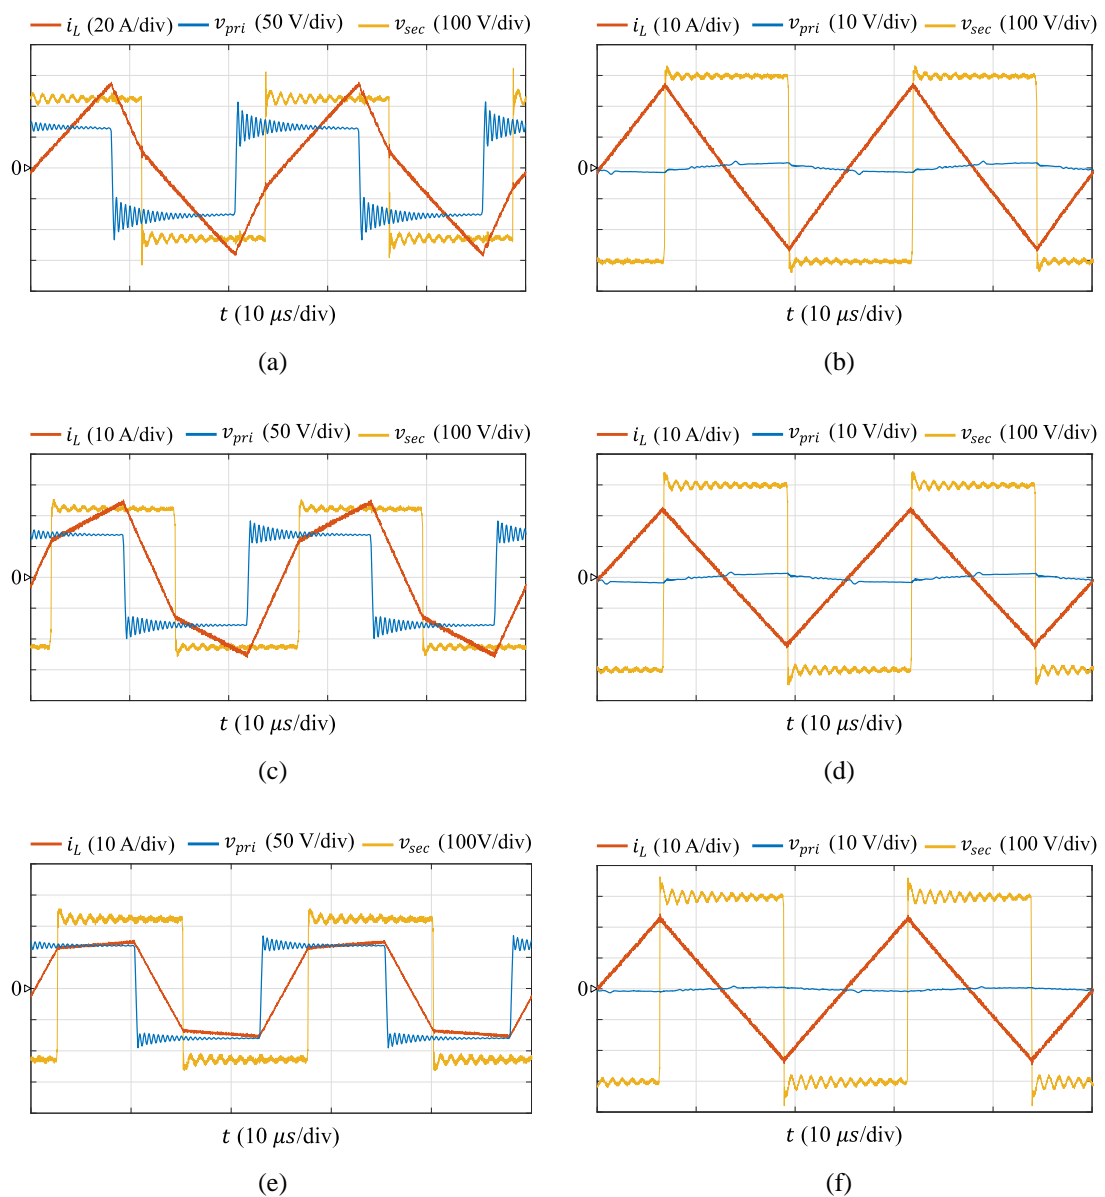 i_L (20 A/div) v_pri (50 V/div) v_sec (100 V/div)
0
t (10 μs/div)
(a)
i_L (10 A/div) v_pri (10 V/div) v_sec (100 V/div)
0
t (10 μs/div)
(b)
i_L (10 A/div) v_pri (50 V/div) v_sec (100 V/div)
0
t (10 μs/div)
(c)
i_L (10 A/div) v_pri (10 V/div) v_sec (100 V/div)
0
t (10 μs/div)
(d)
i_L (10 A/div) v_pri (50 V/div) v_sec (100V/div)
0
t (10 μs/div)
(e)
i_L (10 A/div) v_pri (10 V/div) v_sec (100 V/div)
0
t (10 μs/div)
(f)